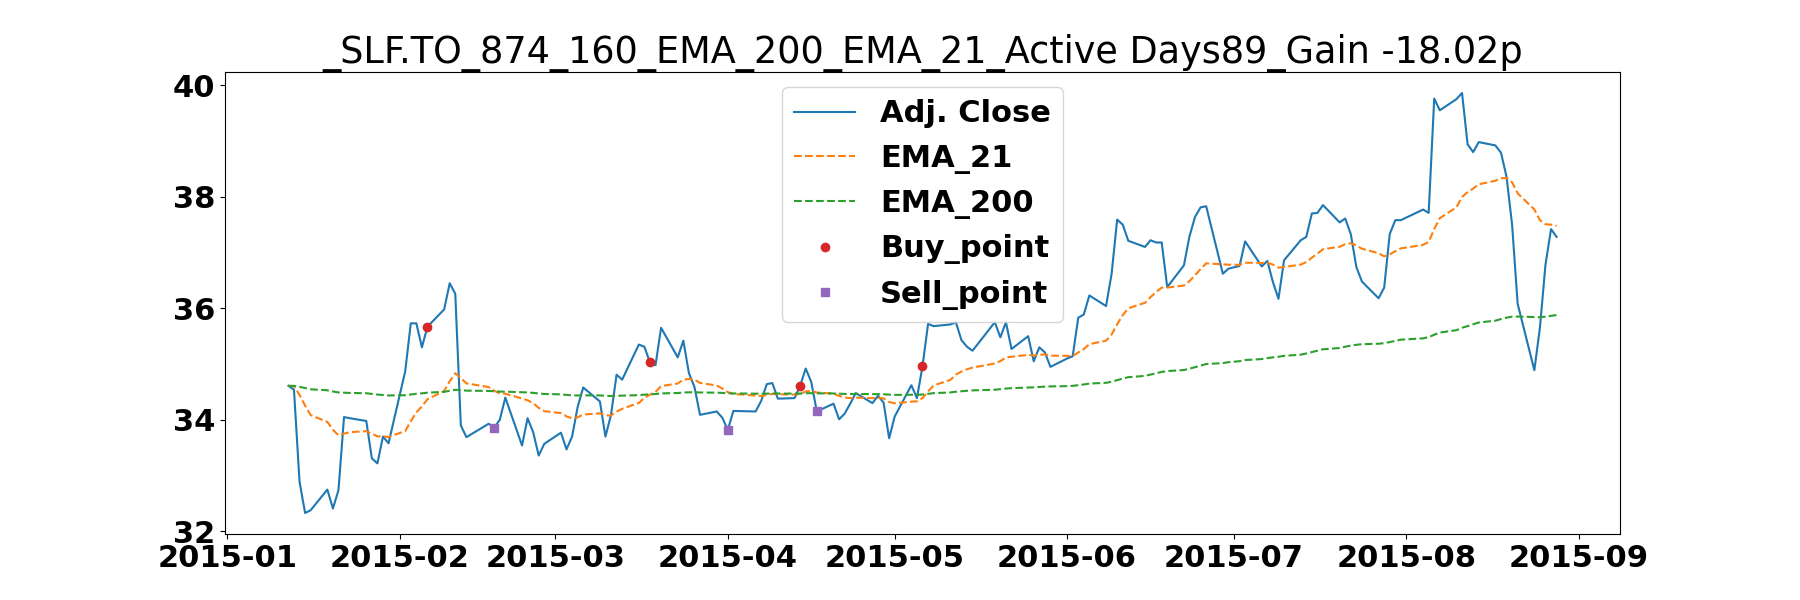 _SLF.TO_874_160_EMA_200_EMA_21_Active Days89_Gain -18.02p
40
38
36
34
32
Adj. Close
EMA_21
EMA_200
Buy_point
Sell_point
2015-01 2015-02 2015-03 2015-04 2015-05 2015-06 2015-07 2015-08 2015-09